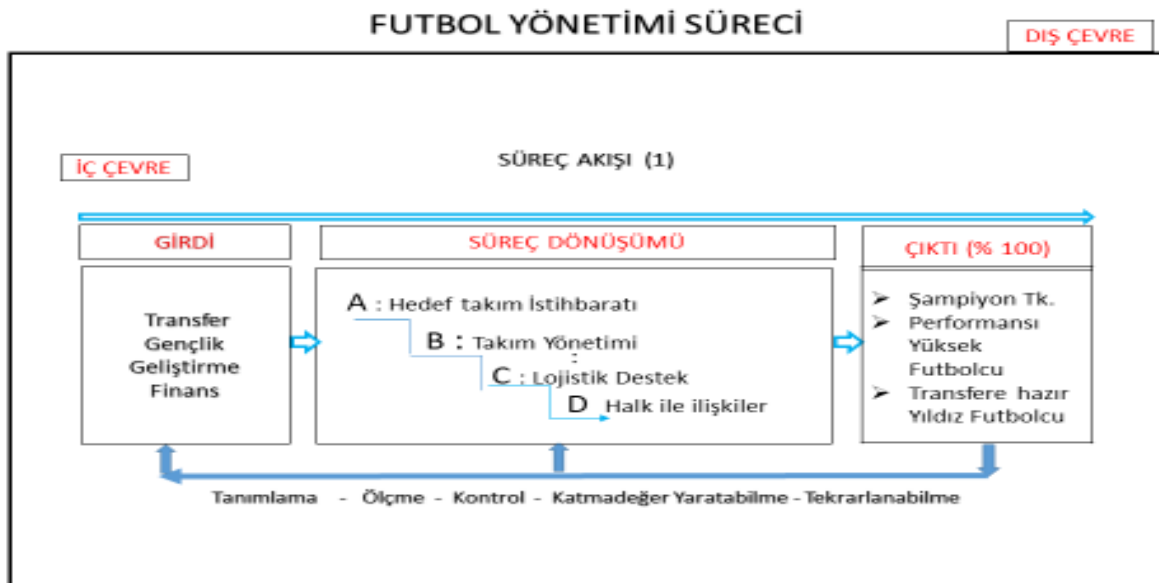 FUTBOL YÖNETİMİ SÜRECİ
DIŞ ÇEVRE
İÇ ÇEVRE
SÜREÇ AKIŞI (1)
GİRDİ
SÜREÇ DÖNÜŞÜMÜ
ÇIKTI (% 100)
Transfer
Gençlik
Geliştirme
Finans
A : Hedef takım İstihbaratı
B : Takım Yönetimi
:
C : Lojistik Destek
D Halk ile ilişkiler
➢ Şampiyon Tk.
➢ Performansı
Yüksek
Futbolcu
➢ Transfere hazır
Yıldız Futbolcu
Tanımlama - Ölçme - Kontrol - Katmadeğer Yaratabilme - Tekrarlanabilme